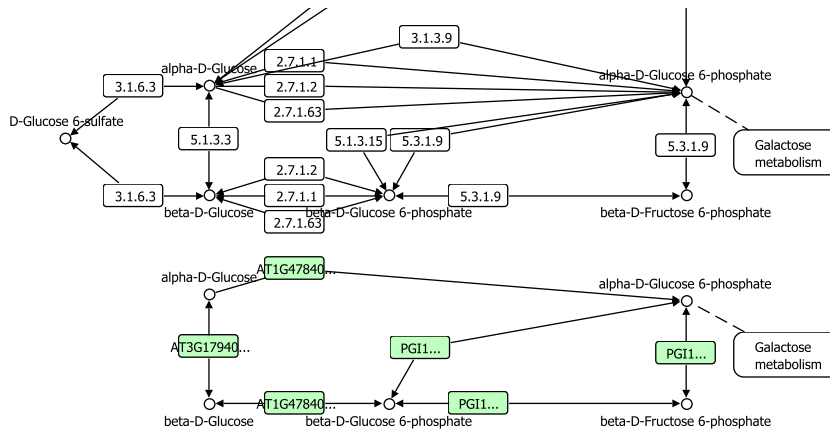 3.1.3.9
alpha-D-Glucose
2.7.1.1
alpha-D-Glucose 6-phosphate
3.1.6.3
2.7.1.2
2.7.1.63
D-Glucose 6-sulfate
5.1.3.3
5.1.3.15
5.3.1.9
5.3.1.9
Galactose
metabolism
2.7.1.2
3.1.6.3
2.7.1.1
5.3.1.9
beta-D-Glucose
beta-D-Glucose 6-phosphate
beta-D-Fructose 6-phosphate
2.7.1.63
alpha-D-Glucose
AT1G47840...
alpha-D-Glucose 6-phosphate
AT3G17940...
PGI1...
PGI1...
Galactose
metabolism
AT1G47840...
PGI1...
beta-D-Glucose
beta-D-Glucose 6-phosphate
beta-D-Fructose 6-phosphate